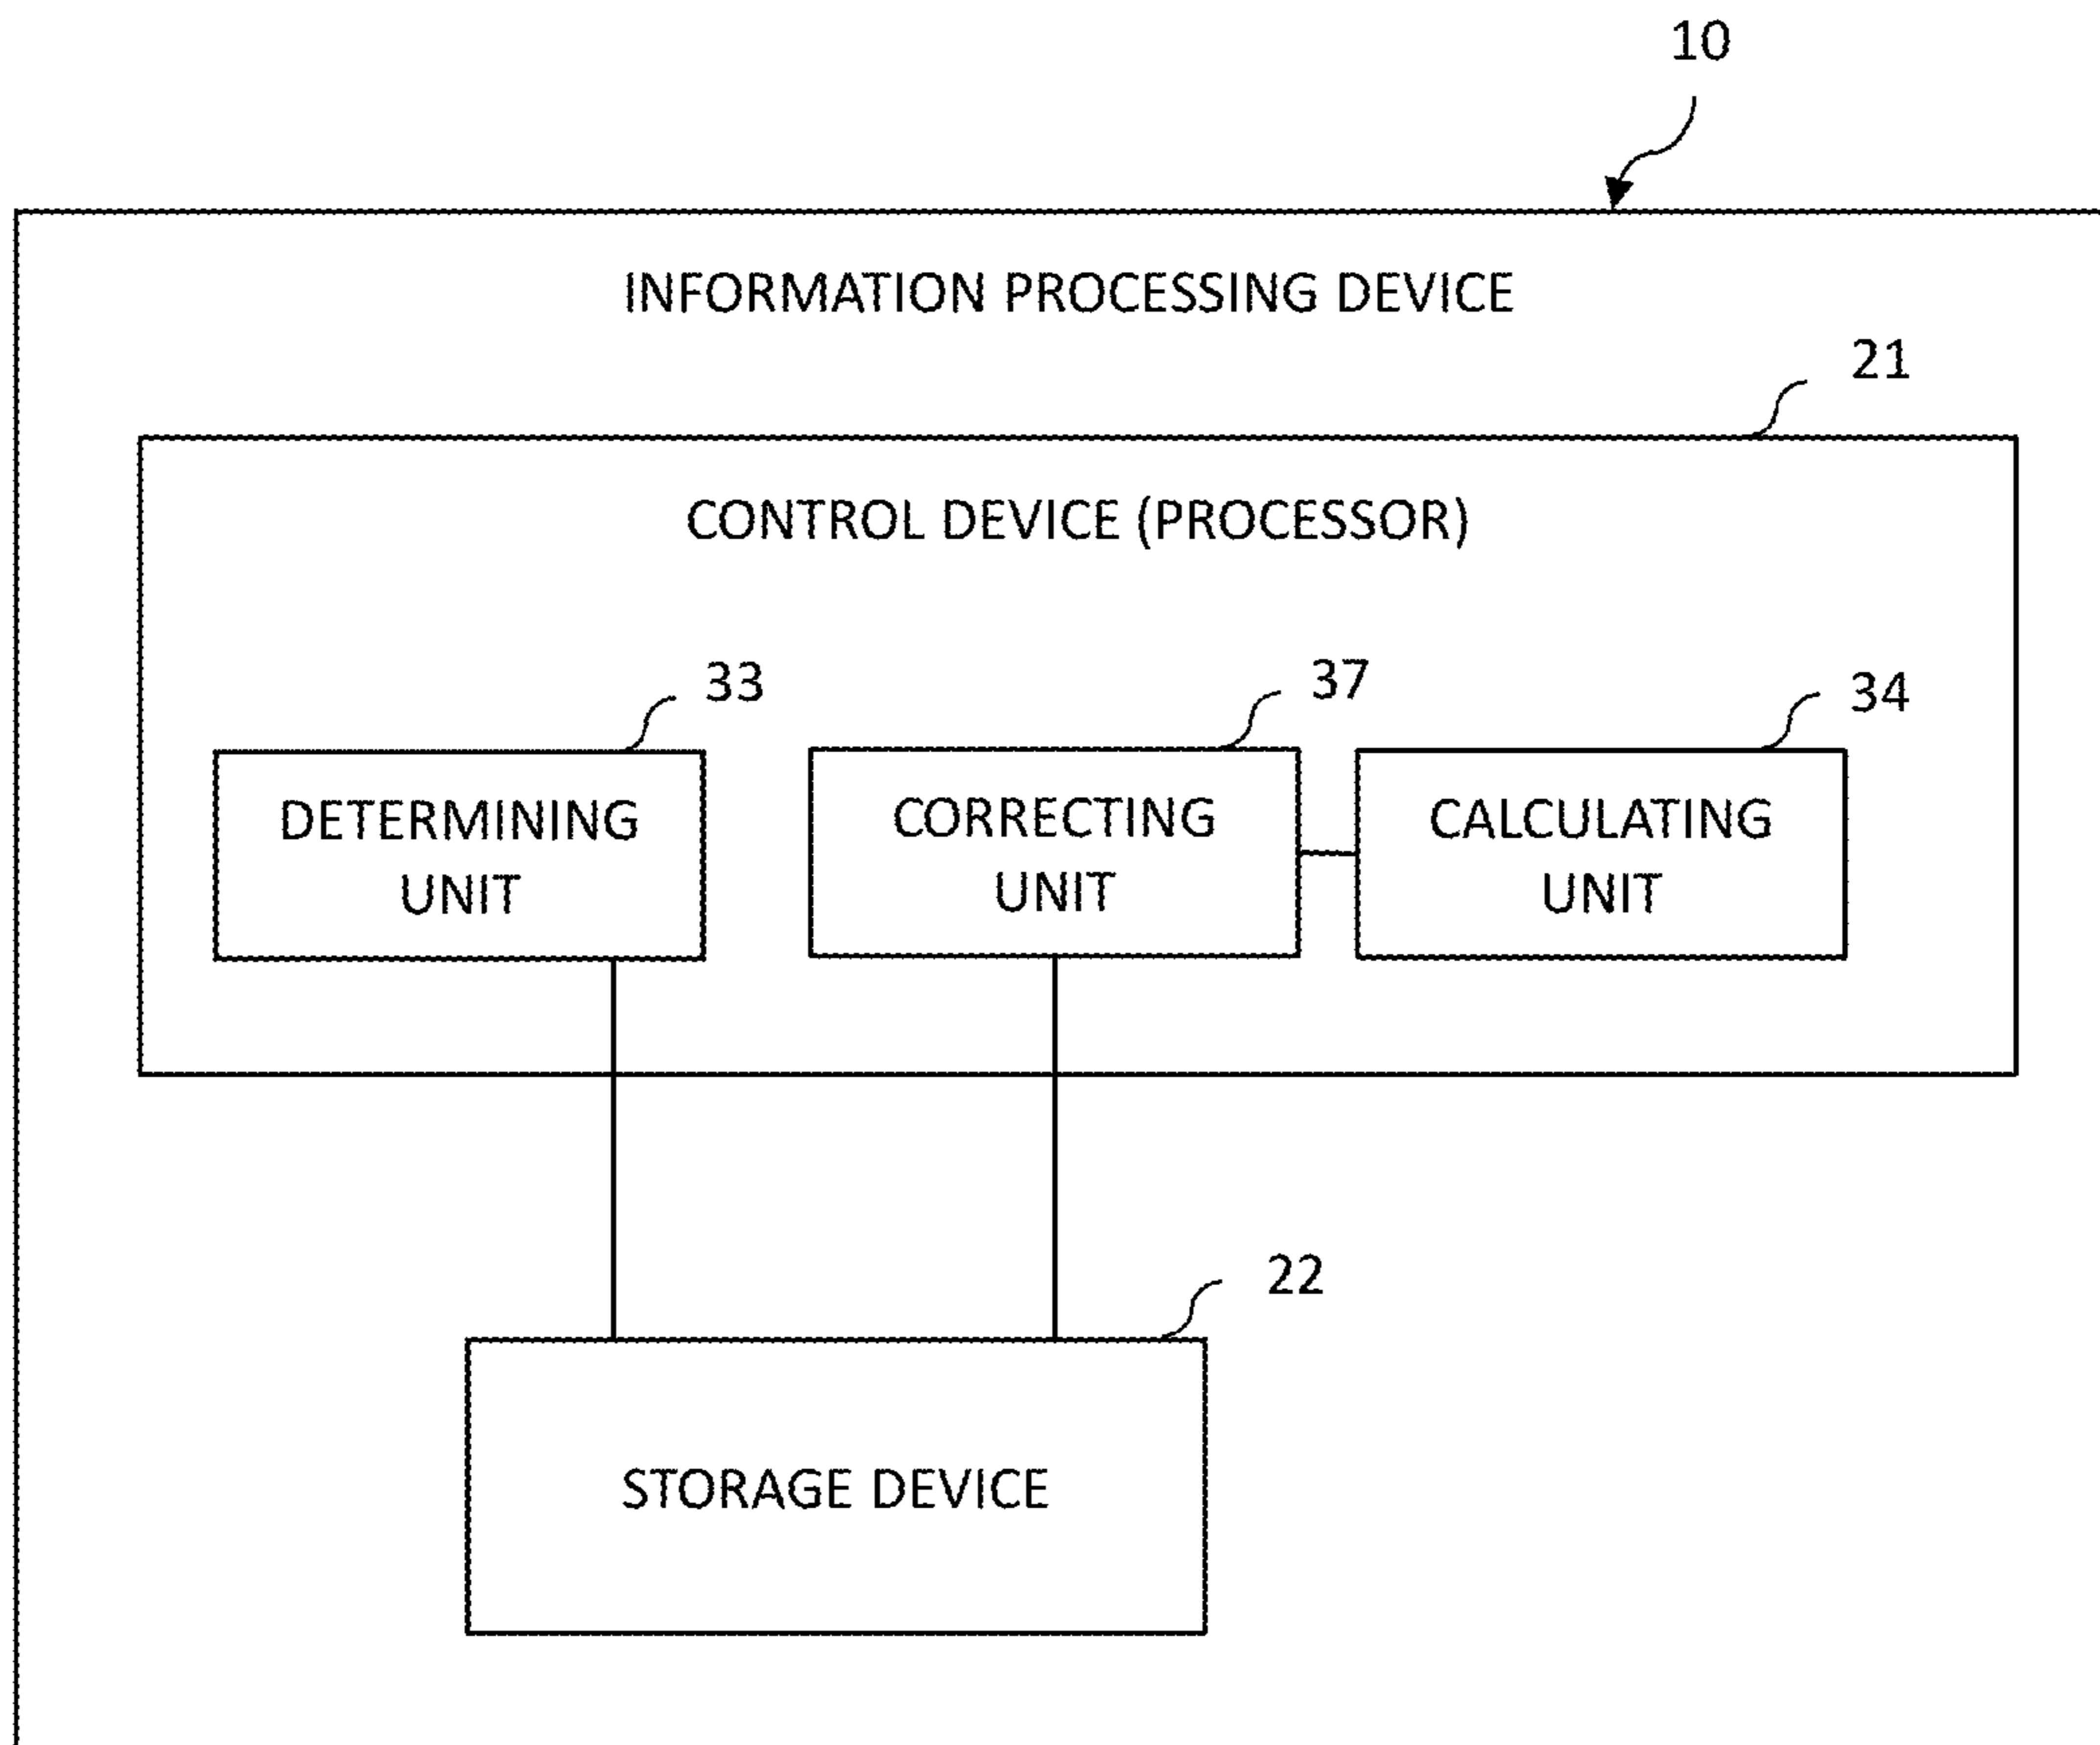 10
INFORMATION PROCESSING DEVICE
21
CONTROL DEVICE (PROCESSOR)
33
37
34
DETERMINING
UNIT
CORRECTING
UNIT
CALCULATING
UNIT
22
STORAGE DEVICE